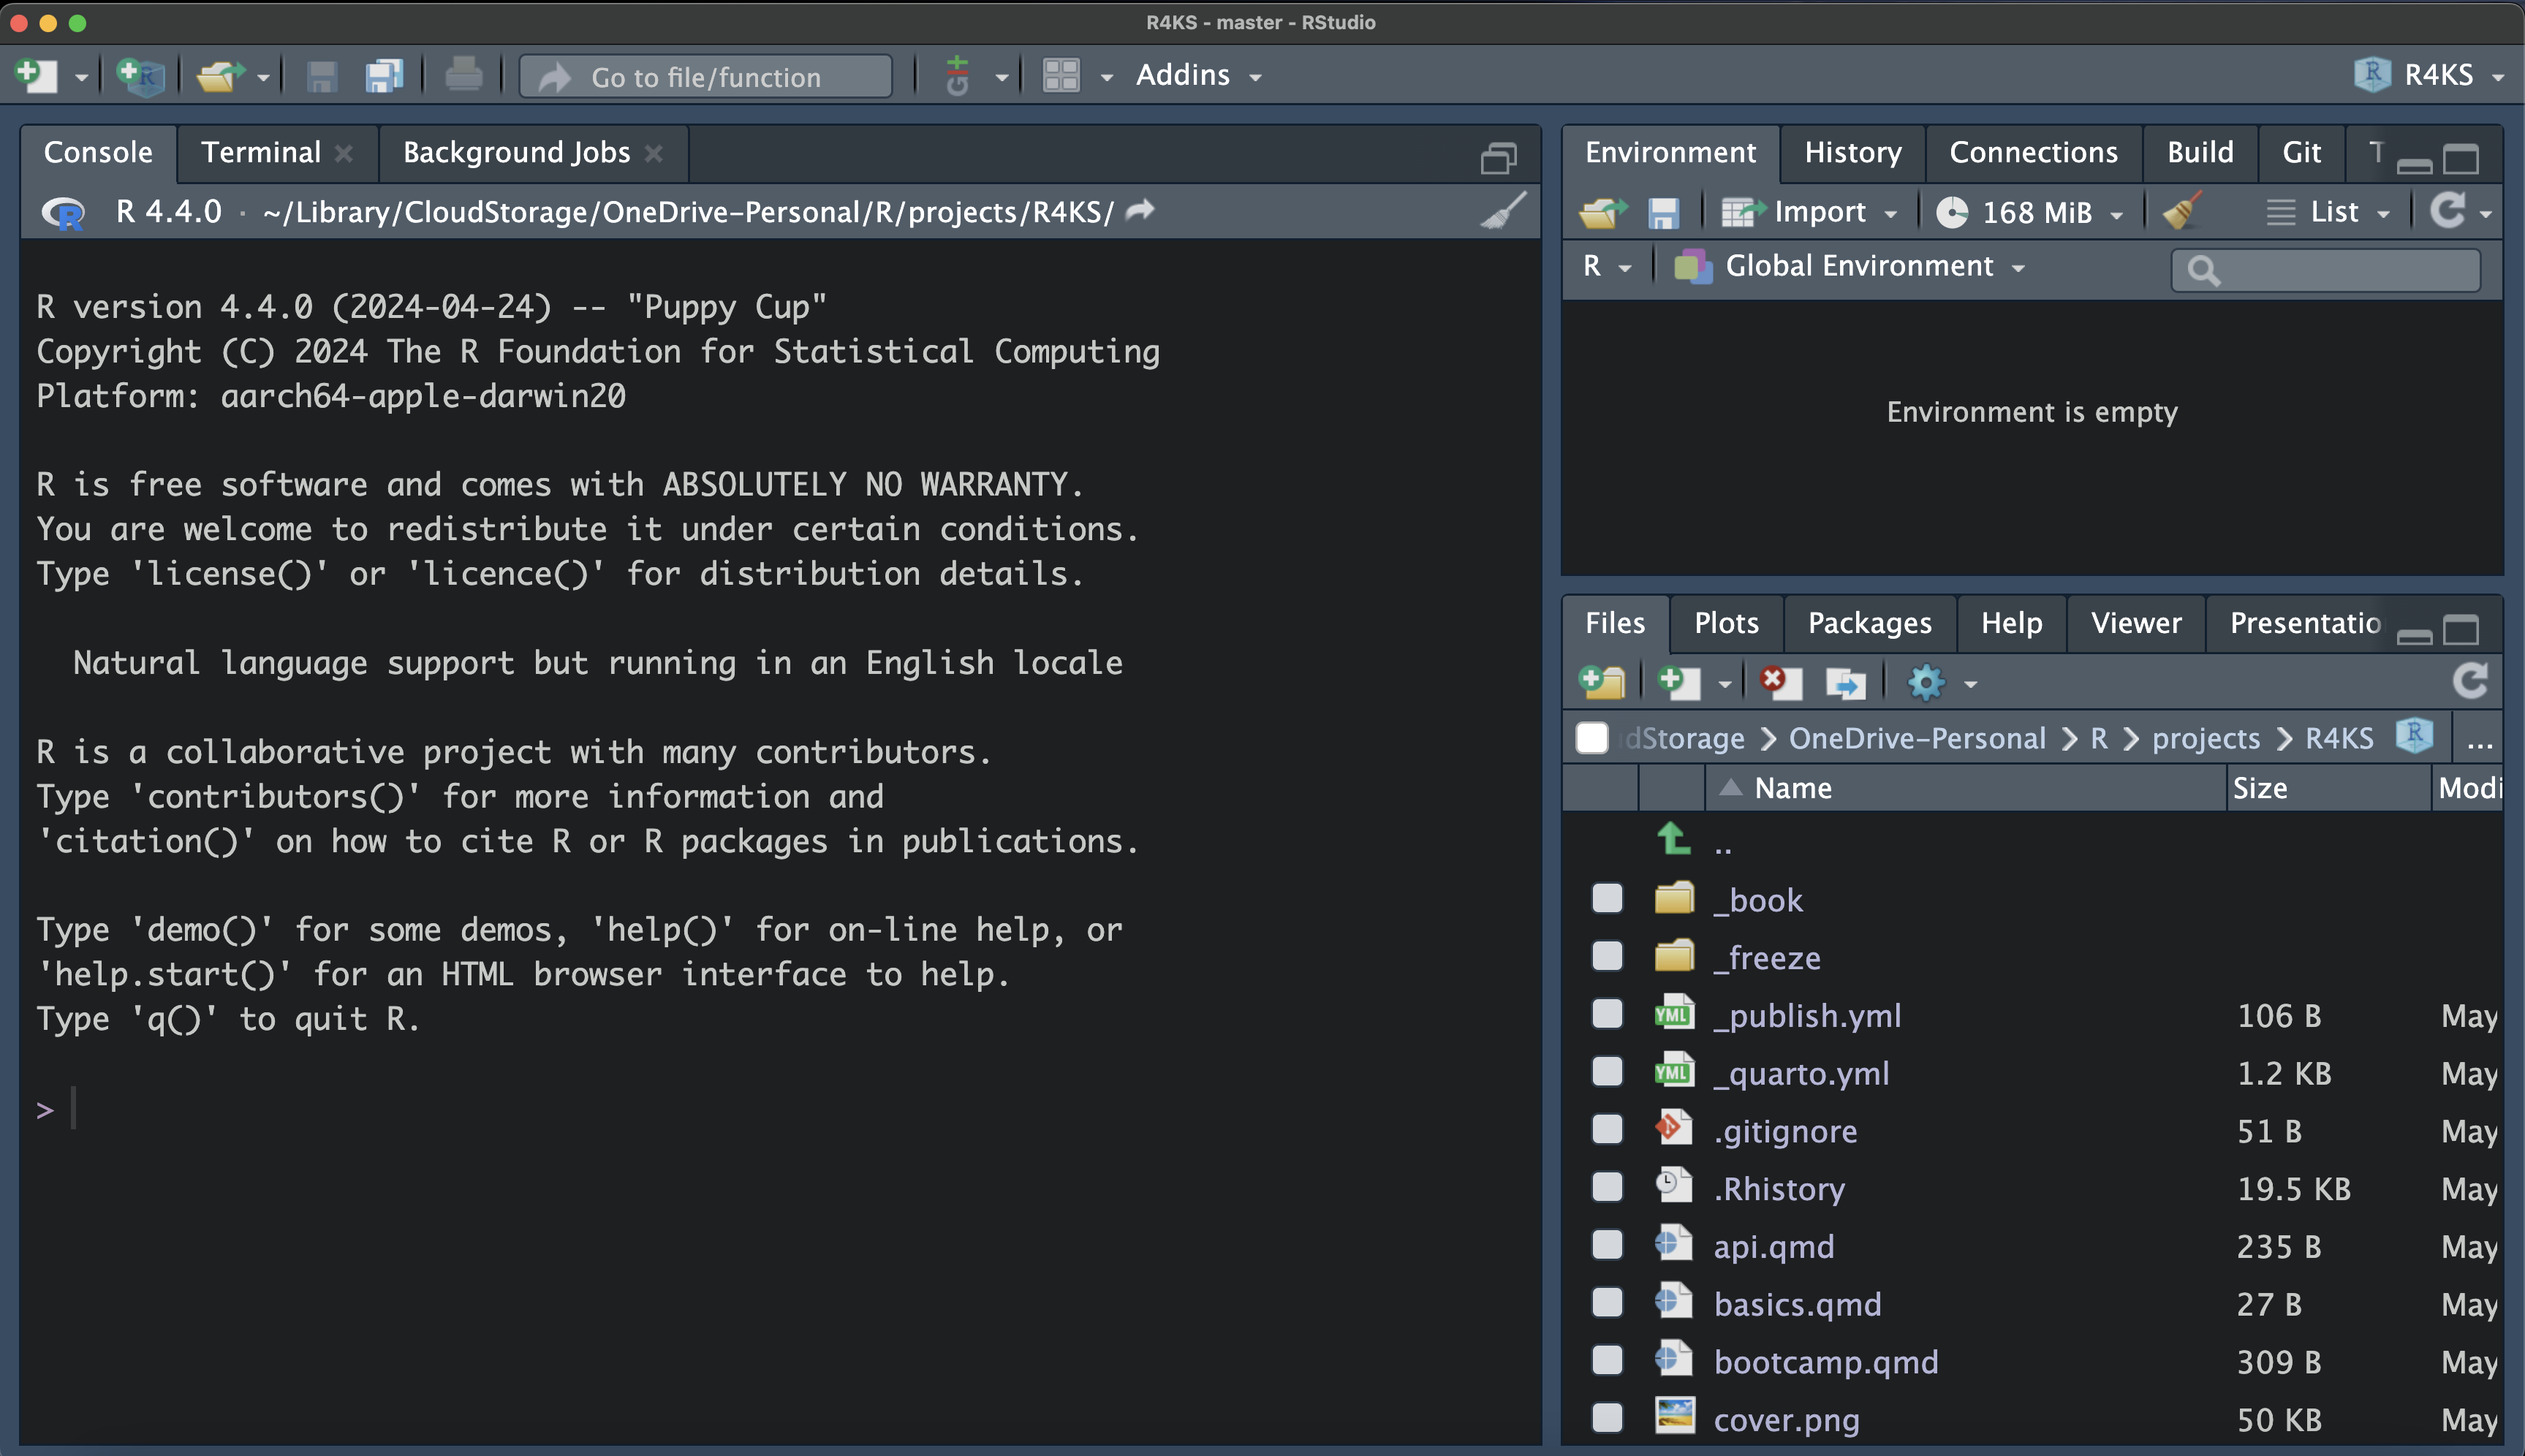 R4KS - master - RStudio
Go to file/function
Addins
R4KS
Console
Terminal
Background Jobs
R 4.4.0 · ~/Library/CloudStorage/OneDrive-Personal/R/projects/R4KS/
R version 4.4.0 (2024-04-24) -- "Puppy Cup"
Copyright (C) 2024 The R Foundation for Statistical Computing
Platform: aarch64-apple-darwin20
R is free software and comes with ABSOLUTELY NO WARRANTY.
You are welcome to redistribute it under certain conditions.
Type 'license()' or 'licence()' for distribution details.
Natural language support but running in an English locale
R is a collaborative project with many contributors.
Type 'contributors()' for more information and
'citation()' on how to cite R or R packages in publications.
Type 'demo()' for some demos, 'help()' for on-line help, or
'help.start()' for an HTML browser interface to help.
Type 'q()' to quit R.
>
Environment History Connections Build Git T
Import 168 MiB List
R Global Environment
Environment is empty
Files Plots Packages Help Viewer Presentatio
dStorage > OneDrive-Personal > R > projects > R4KS ...
Name Size Modi
..
_book
_freeze
_publish.yml 106 B May
_quarto.yml 1.2 KB May
.gitignore 51 B May
.Rhistory 19.5 KB May
api.qmd 235 B May
basics.qmd 27 B May
bootcamp.qmd 309 B May
cover.png 50 KB May